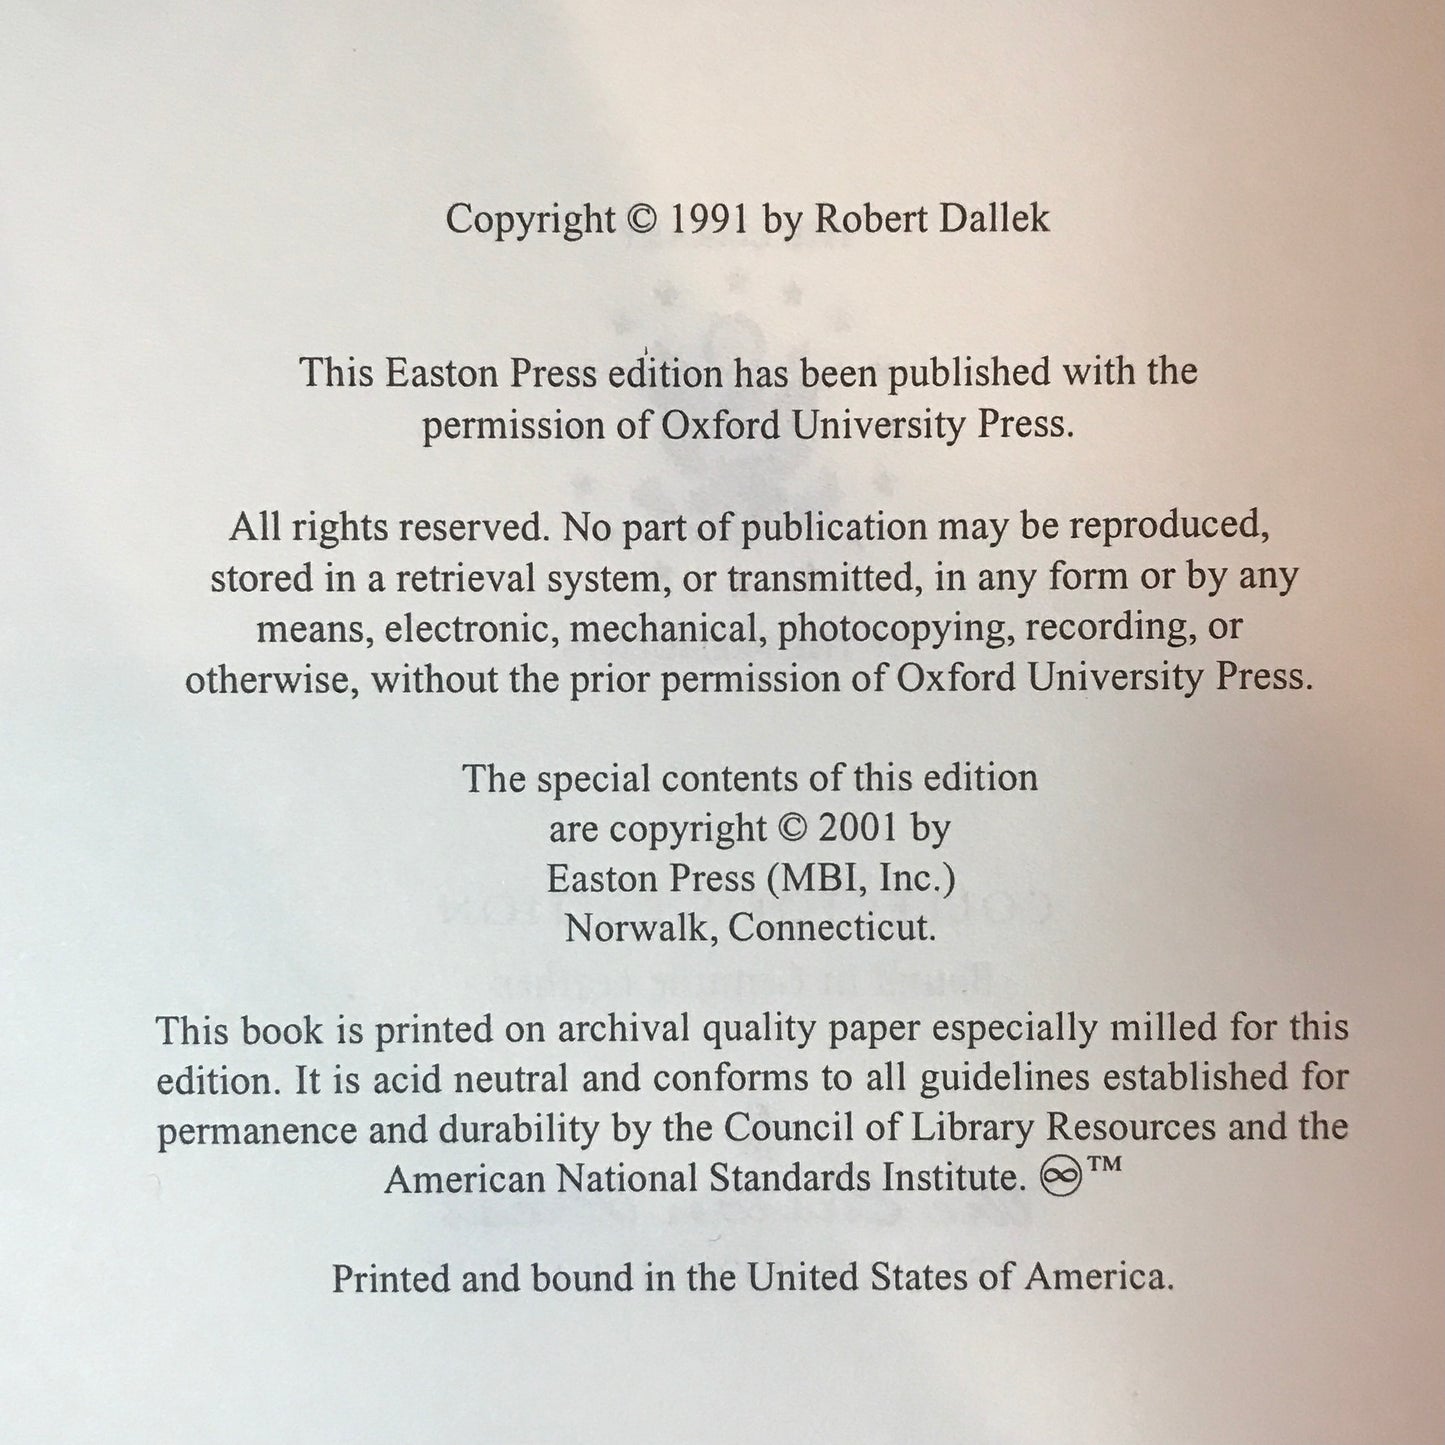 Copyright © 1991 by Robert Dallek
This Easton Press edition has been published with the
permission of Oxford University Press.
All rights reserved. No part of publication may be reproduced,
stored in a retrieval system, or transmitted, in any form or by any
means, electronic, mechanical, photocopying, recording, or
otherwise, without the prior permission of Oxford University Press.
The special contents of this edition
are copyright © 2001 by
Easton Press (MBI, Inc.)
Norwalk, Connecticut.
This book is printed on archival quality paper especially milled for this
edition. It is acid neutral and conforms to all guidelines established for
permanence and durability by the Council of Library Resources and the
American National Standards Institute. ♾™
Printed and bound in the United States of America.